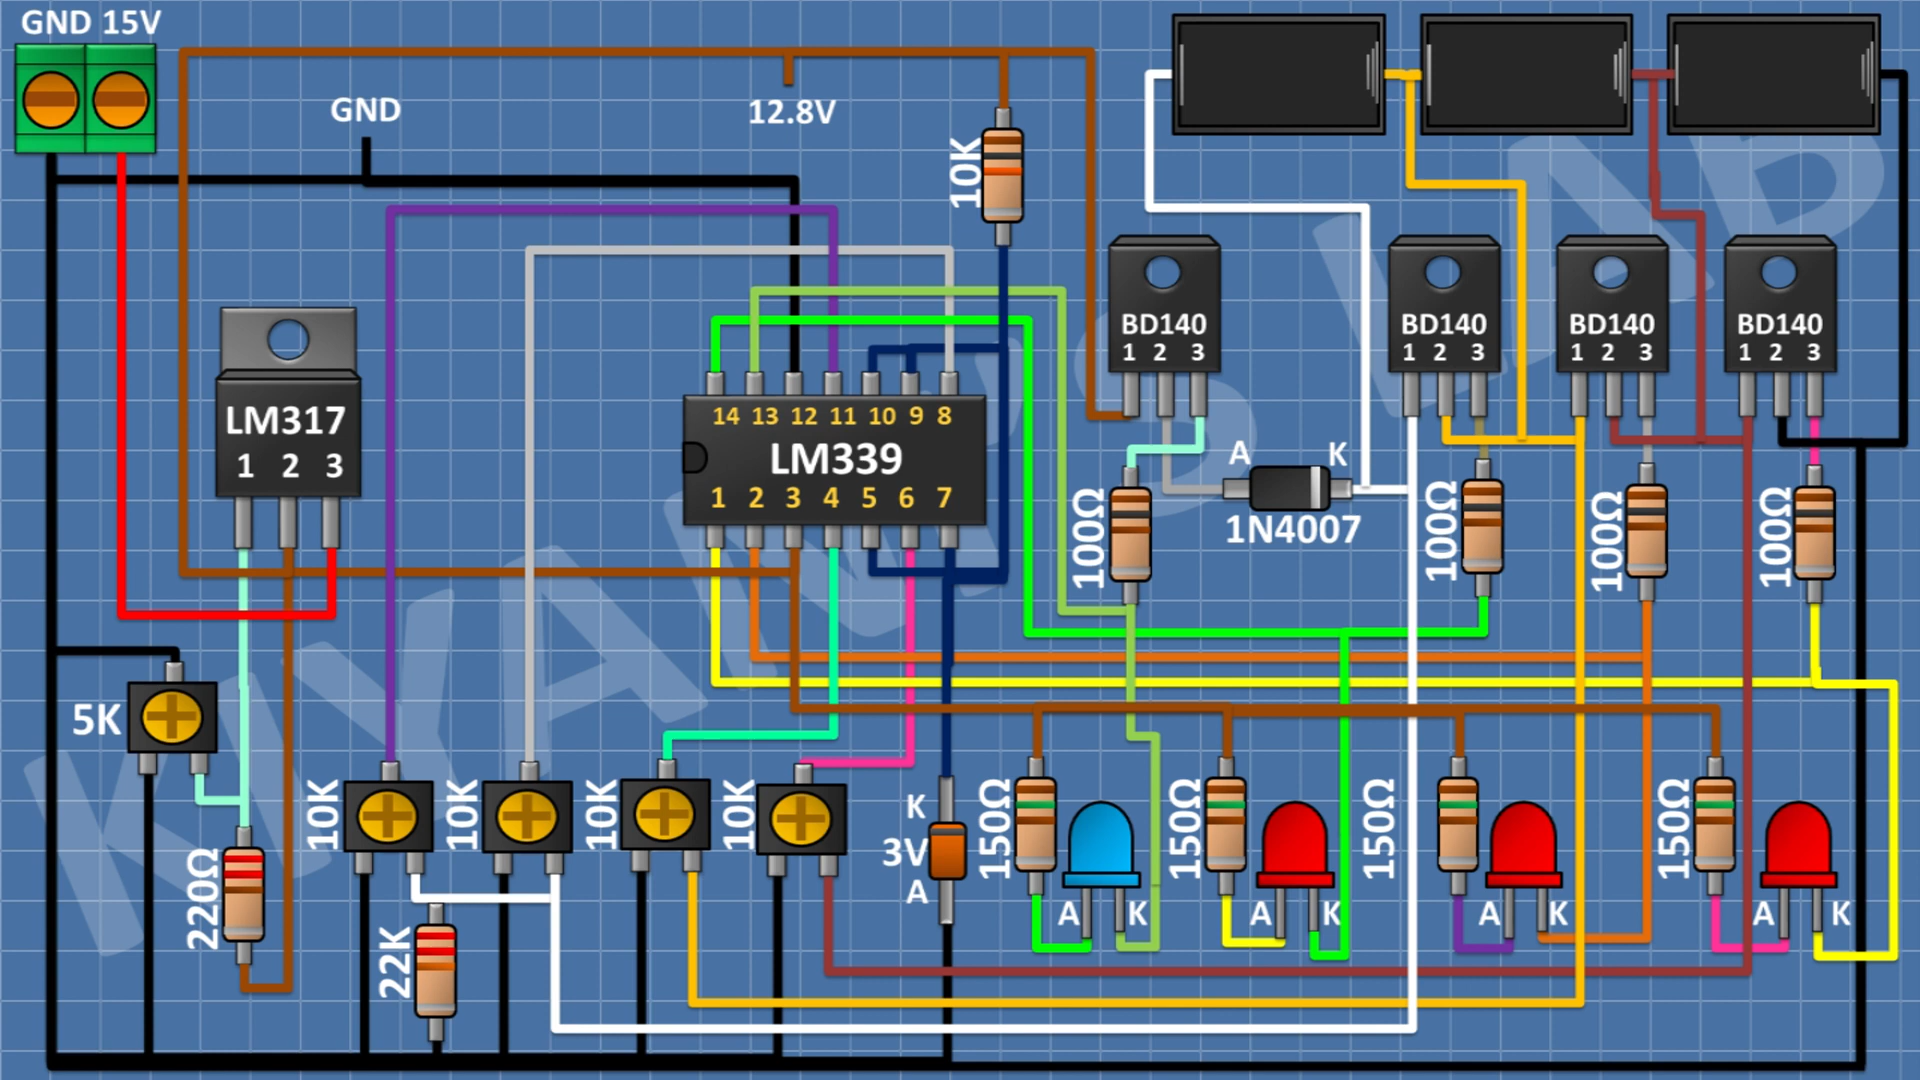 GND 15V
GND
12.8V
10K
BD140
1 2 3
BD140
1 2 3
BD140
1 2 3
BD140
1 2 3
LM317
1 2 3
14 13 12 11 10 9 8
LM339
1 2 3 4 5 6 7
A K
1N4007
100Ω
100Ω
100Ω
100Ω
5K
220Ω
10K
10K
10K
10K
22K
K
3V
A
150Ω
A K
150Ω
A K
150Ω
A K
150Ω
A K
KIYAN'S LAB